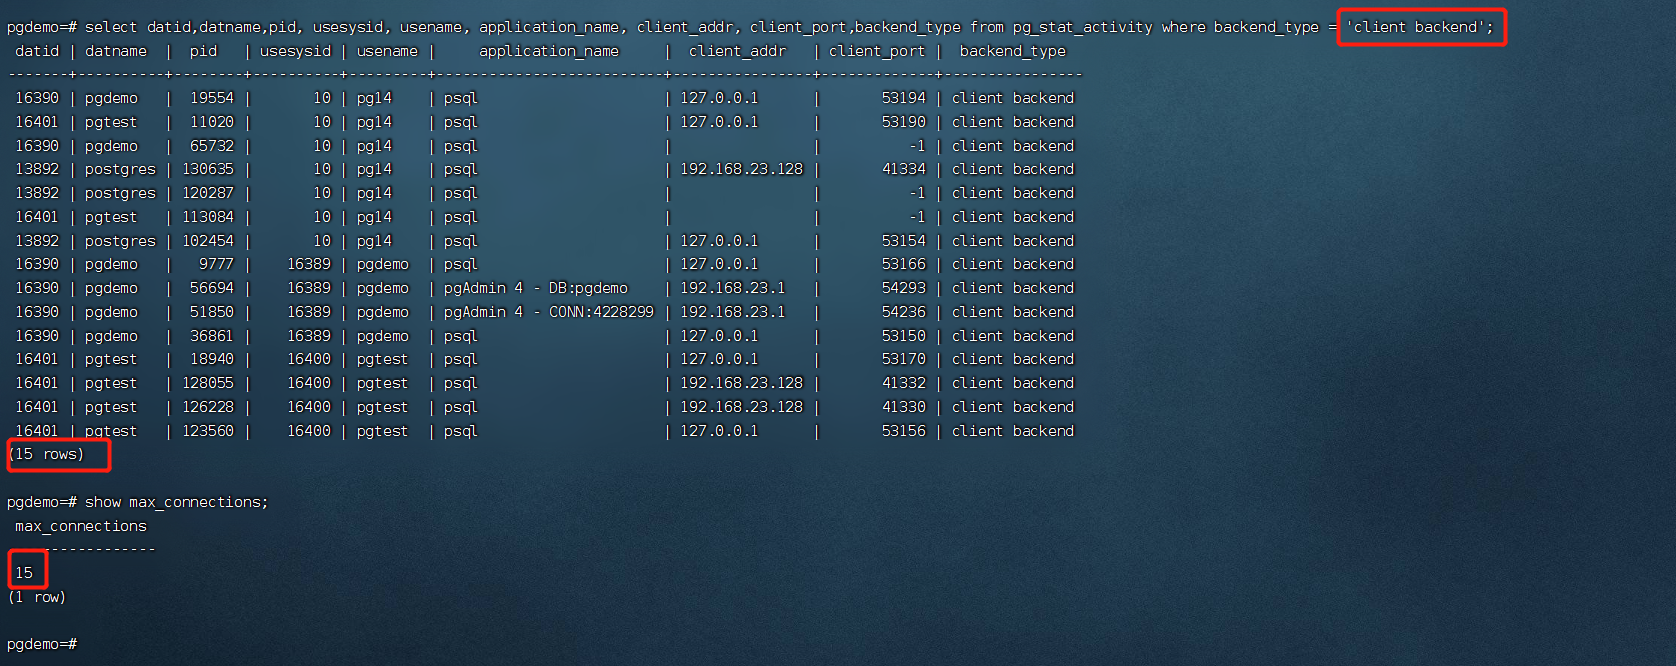 pgdemo=# select datid,datname,pid, usesysid, usename, application_name, client_addr, client_port,backend_type from pg_stat_activity where backend_type = 'client backend';
 datid | datname  |  pid   | usesysid | usename |     application_name     |  client_addr   | client_port |  backend_type
-------+----------+--------+----------+---------+--------------------------+----------------+-------------+----------------
 16390 | pgdemo   |  19554 |       10 | pg14    | psql                     | 127.0.0.1      |       53194 | client backend
 16401 | pgtest   |  11020 |       10 | pg14    | psql                     | 127.0.0.1      |       53190 | client backend
 16390 | pgdemo   |  65732 |       10 | pg14    | psql                     |                |          -1 | client backend
 13892 | postgres | 130635 |       10 | pg14    | psql                     | 192.168.23.128 |       41334 | client backend
 13892 | postgres | 120287 |       10 | pg14    | psql                     |                |          -1 | client backend
 16401 | pgtest   | 113084 |       10 | pg14    | psql                     |                |          -1 | client backend
 13892 | postgres | 102454 |       10 | pg14    | psql                     | 127.0.0.1      |       53154 | client backend
 16390 | pgdemo   |   9777 |    16389 | pgdemo  | psql                     | 127.0.0.1      |       53166 | client backend
 16390 | pgdemo   |  56694 |    16389 | pgdemo  | pgAdmin 4 - DB:pgdemo    | 192.168.23.1   |       54293 | client backend
 16390 | pgdemo   |  51850 |    16389 | pgdemo  | pgAdmin 4 - CONN:4228299 | 192.168.23.1   |       54236 | client backend
 16390 | pgdemo   |  36861 |    16389 | pgdemo  | psql                     | 127.0.0.1      |       53150 | client backend
 16401 | pgtest   |  18940 |    16400 | pgtest  | psql                     | 127.0.0.1      |       53170 | client backend
 16401 | pgtest   | 128055 |    16400 | pgtest  | psql                     | 192.168.23.128 |       41332 | client backend
 16401 | pgtest   | 126228 |    16400 | pgtest  | psql                     | 192.168.23.128 |       41330 | client backend
 16401 | pgtest   | 123560 |    16400 | pgtest  | psql                     | 127.0.0.1      |       53156 | client backend
(15 rows)
pgdemo=# show max_connections;
 max_connections
-----------------
 15
(1 row)
pgdemo=#